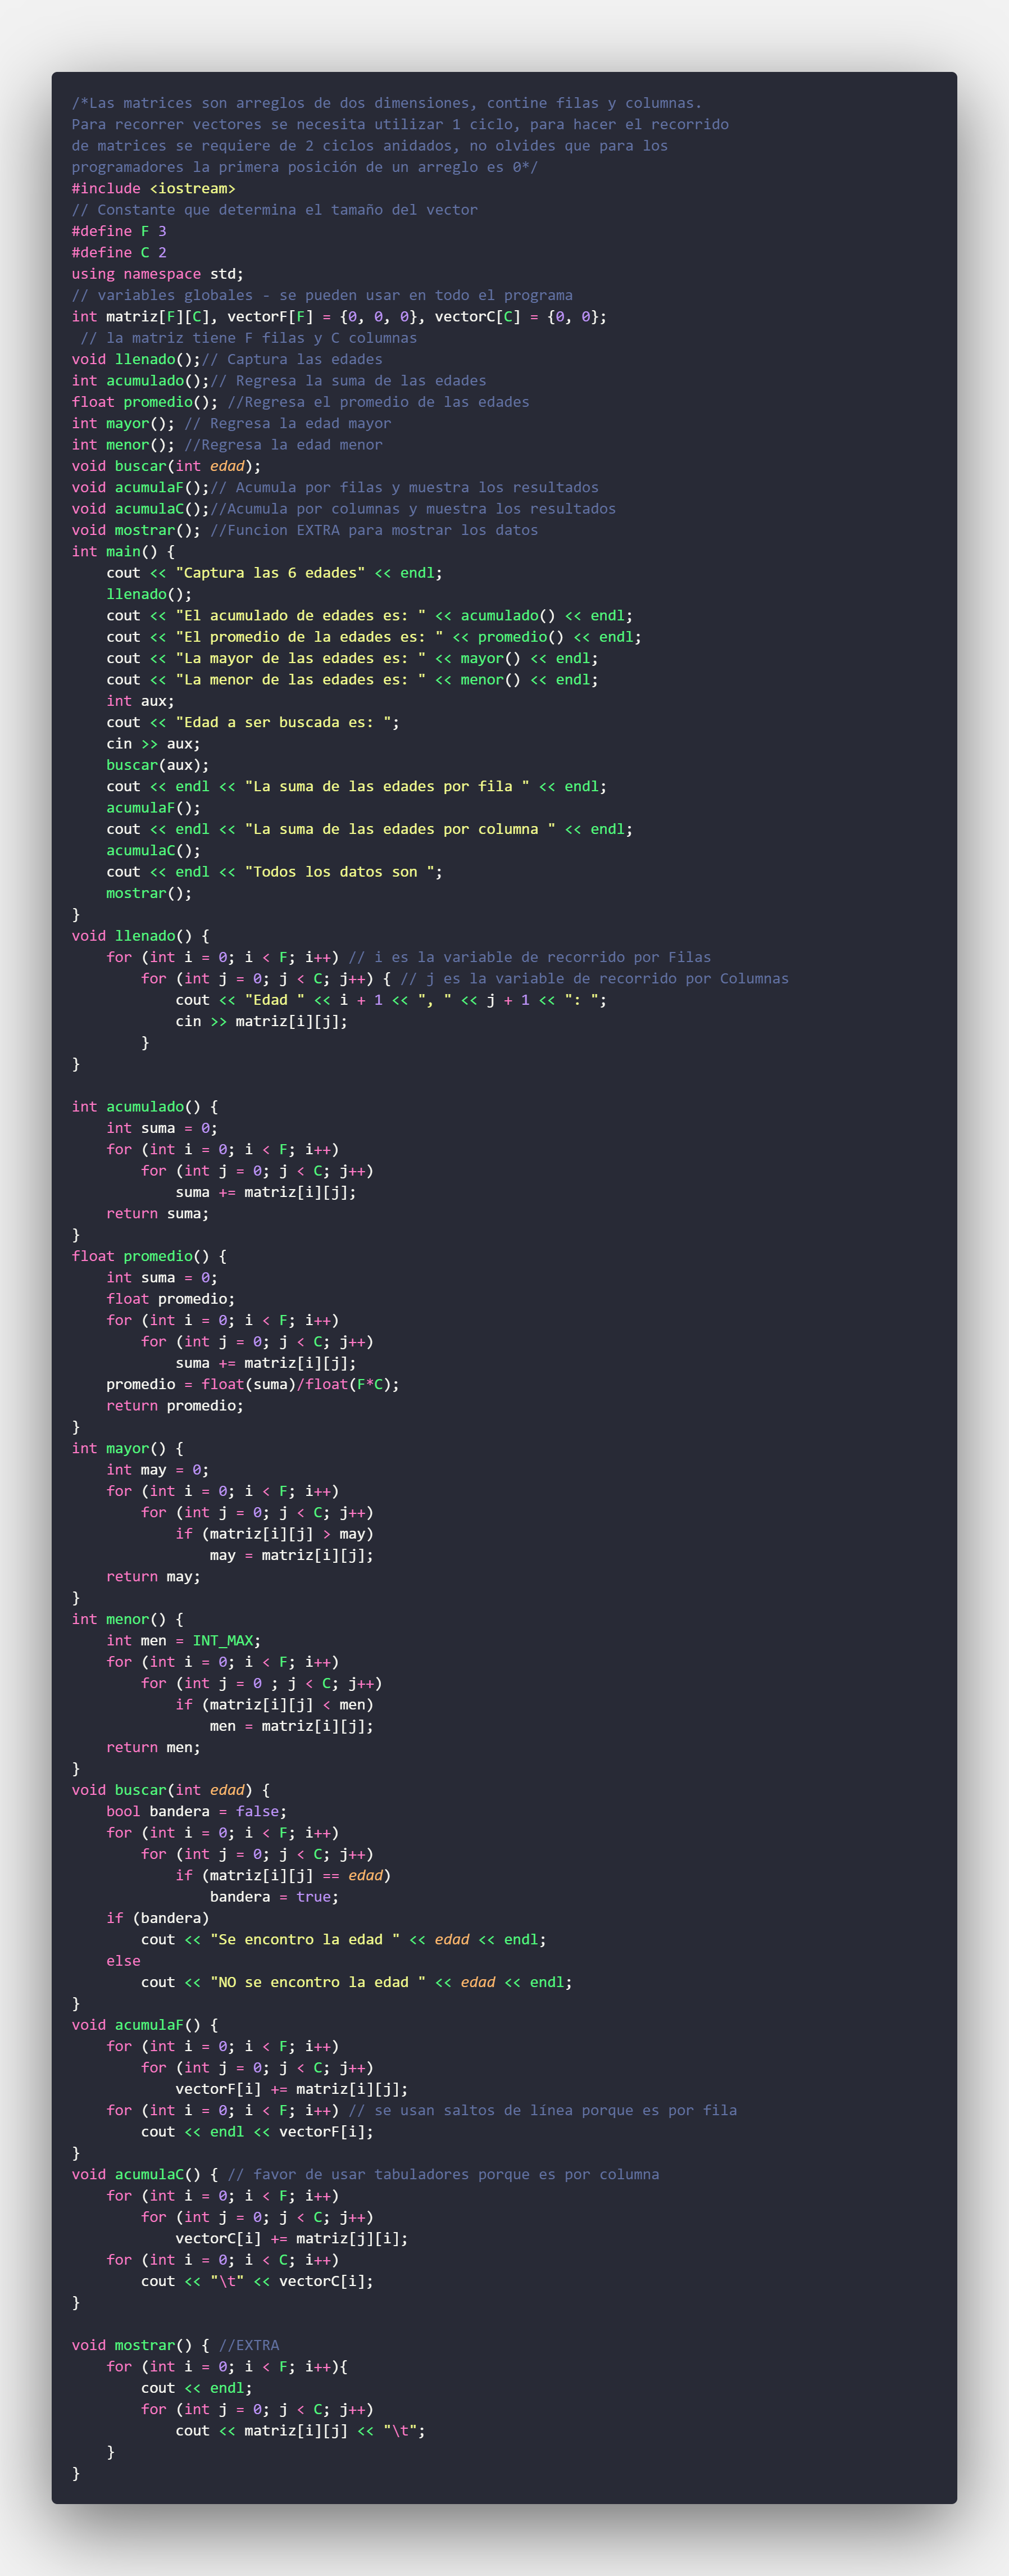 /*Las matrices son arreglos de dos dimensiones, contine filas y columnas.
Para recorrer vectores se necesita utilizar 1 ciclo, para hacer el recorrido
de matrices se requiere de 2 ciclos anidados, no olvides que para los
programadores la primera posición de un arreglo es 0*/
#include <iostream>
// Constante que determina el tamaño del vector
#define F 3
#define C 2
using namespace std;
// variables globales - se pueden usar en todo el programa
int matriz[F][C], vectorF[F] = {0, 0, 0}, vectorC[C] = {0, 0};
 // la matriz tiene F filas y C columnas
void llenado();// Captura las edades
int acumulado();// Regresa la suma de las edades
float promedio(); //Regresa el promedio de las edades
int mayor(); // Regresa la edad mayor
int menor(); //Regresa la edad menor
void buscar(int edad);
void acumulaF();// Acumula por filas y muestra los resultados
void acumulaC();//Acumula por columnas y muestra los resultados
void mostrar(); //Funcion EXTRA para mostrar los datos
int main() {
    cout << "Captura las 6 edades" << endl;
    llenado();
    cout << "El acumulado de edades es: " << acumulado() << endl;
    cout << "El promedio de la edades es: " << promedio() << endl;
    cout << "La mayor de las edades es: " << mayor() << endl;
    cout << "La menor de las edades es: " << menor() << endl;
    int aux;
    cout << "Edad a ser buscada es: ";
    cin >> aux;
    buscar(aux);
    cout << endl << "La suma de las edades por fila " << endl;
    acumulaF();
    cout << endl << "La suma de las edades por columna " << endl;
    acumulaC();
    cout << endl << "Todos los datos son ";
    mostrar();
}
void llenado() {
    for (int i = 0; i < F; i++) // i es la variable de recorrido por Filas
        for (int j = 0; j < C; j++) { // j es la variable de recorrido por Columnas
            cout << "Edad " << i + 1 << ", " << j + 1 << ": ";
            cin >> matriz[i][j];
        }
}

int acumulado() {
    int suma = 0;
    for (int i = 0; i < F; i++)
        for (int j = 0; j < C; j++)
            suma += matriz[i][j];
    return suma;
}
float promedio() {
    int suma = 0;
    float promedio;
    for (int i = 0; i < F; i++)
        for (int j = 0; j < C; j++)
            suma += matriz[i][j];
    promedio = float(suma)/float(F*C);
    return promedio;
}
int mayor() {
    int may = 0;
    for (int i = 0; i < F; i++)
        for (int j = 0; j < C; j++)
            if (matriz[i][j] > may)
                may = matriz[i][j];
    return may;
}
int menor() {
    int men = INT_MAX;
    for (int i = 0; i < F; i++)
        for (int j = 0 ; j < C; j++)
            if (matriz[i][j] < men)
                men = matriz[i][j];
    return men;
}
void buscar(int edad) {
    bool bandera = false;
    for (int i = 0; i < F; i++)
        for (int j = 0; j < C; j++)
            if (matriz[i][j] == edad)
                bandera = true;
    if (bandera)
        cout << "Se encontro la edad " << edad << endl;
    else
        cout << "NO se encontro la edad " << edad << endl;
}
void acumulaF() {
    for (int i = 0; i < F; i++)
        for (int j = 0; j < C; j++)
            vectorF[i] += matriz[i][j];
    for (int i = 0; i < F; i++) // se usan saltos de línea porque es por fila
        cout << endl << vectorF[i];
}
void acumulaC() { // favor de usar tabuladores porque es por columna
    for (int i = 0; i < F; i++)
        for (int j = 0; j < C; j++)
            vectorC[i] += matriz[j][i];
    for (int i = 0; i < C; i++)
        cout << "\t" << vectorC[i];
}

void mostrar() { //EXTRA
    for (int i = 0; i < F; i++){
        cout << endl;
        for (int j = 0; j < C; j++)
            cout << matriz[i][j] << "\t";
    }
}